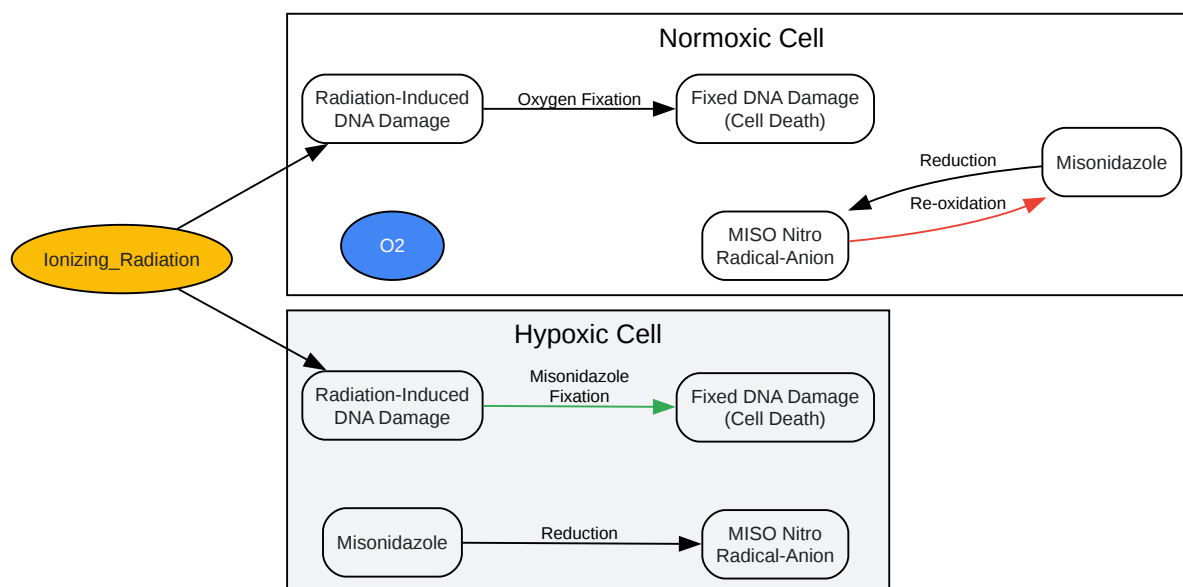 Normoxic Cell
Radiation-Induced
DNA Damage
Oxygen Fixation
Fixed DNA Damage
(Cell Death)
Reduction
Misonidazole
Re-oxidation
MISO Nitro
Radical-Anion
O2
Ionizing_Radiation
Hypoxic Cell
Radiation-Induced
DNA Damage
Misonidazole
Fixation
Fixed DNA Damage
(Cell Death)
Misonidazole
Reduction
MISO Nitro
Radical-Anion